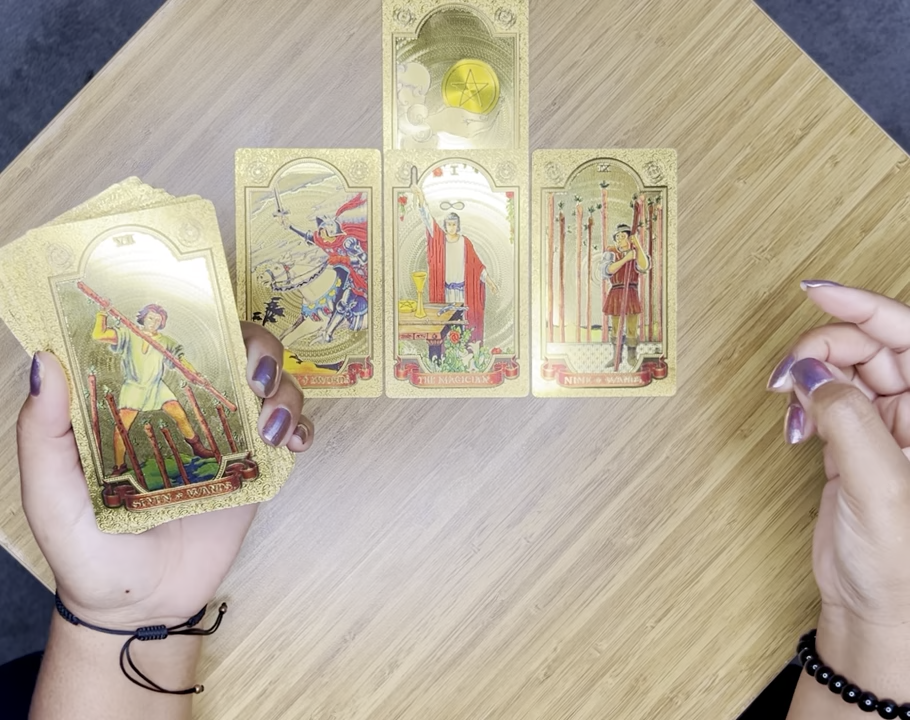 I
THE MAGICIAN.
IX
NINE of WANDS.
VII
SEVEN of WANDS.